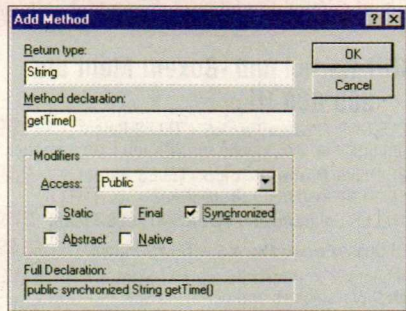 Add Method
Return type:
String
OK
Cancel
Method declaration:
getTime()
Modifiers
Access: Public
Static Final Synchronized
Abstract Native
Full Declaration:
public synchronized String getTime()